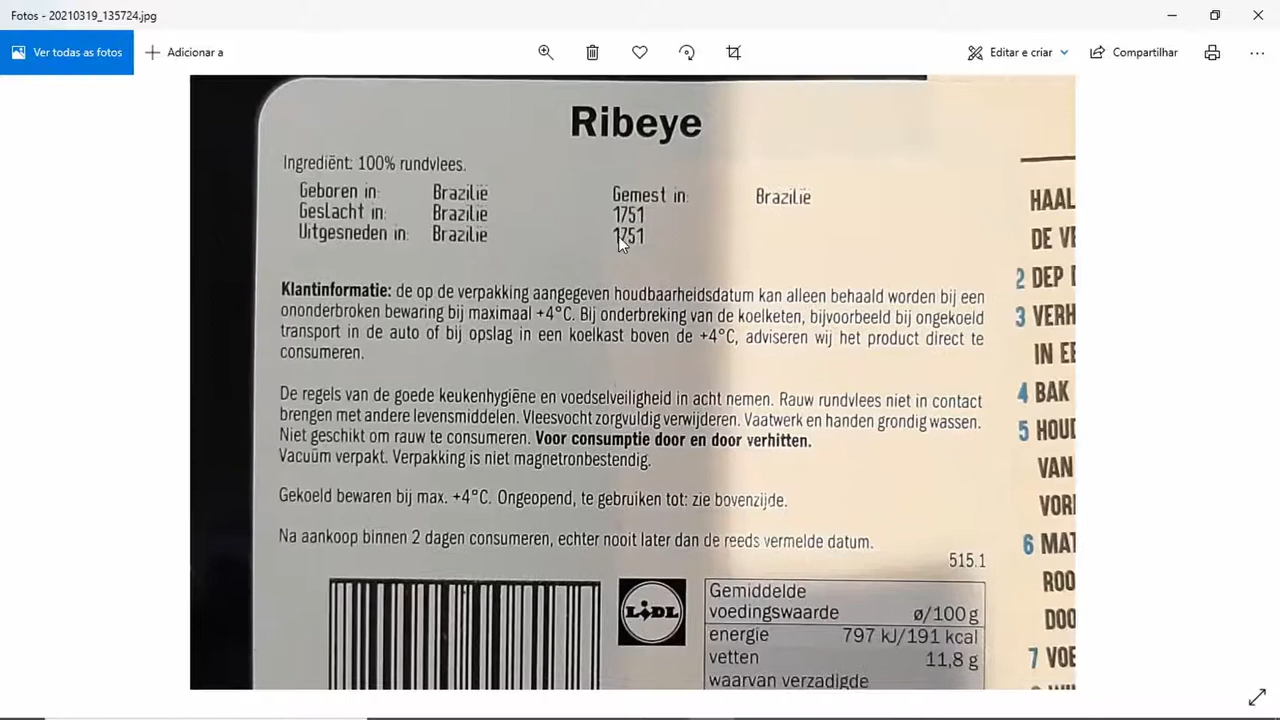 Fotos - 20210319_135724.jpg
Ver todas as fotos
Adicionar a
Editar e criar
Compartilhar
Ribeye
Ingrediënt: 100% rundvlees.
Geboren in: Brazilië Gemest in: Brazilië
Geslacht in: Brazilië 1751
Uitgesneden in: Brazilië 1751
Klantinformatie: de op de verpakking aangegeven houdbaarheidsdatum kan alleen behaald worden bij een
ononderbroken bewaring bij maximaal +4°C. Bij onderbreking van de koelketen, bijvoorbeeld bij ongekoeld
transport in de auto of bij opslag in een koelkast boven de +4°C, adviseren wij het product direct te
consumeren.
De regels van de goede keukenhygiëne en voedselveiligheid in acht nemen. Rauw rundvlees niet in contact
brengen met andere levensmiddelen. Vleesvocht zorgvuldig verwijderen. Vaatwerk en handen grondig wassen.
Niet geschikt om rauw te consumeren. Voor consumptie door en door verhitten.
Vacuüm verpakt. Verpakking is niet magnetronbestendig.
Gekoeld bewaren bij max. +4°C. Ongeopend, te gebruiken tot: zie bovenzijde.
Na aankoop binnen 2 dagen consumeren, echter nooit later dan de reeds vermelde datum.
515.1
LIDL
Gemiddelde
voedingswaarde ø/100g
energie 797 kJ/191 kcal
vetten 11,8 g
waarvan verzadigde
HAAL
DE VE
2 DEP
3 VERH
IN EE
4 BAK
5 HOUD
VAN
VOR
6 MAT
ROO
DOO
7 VOE